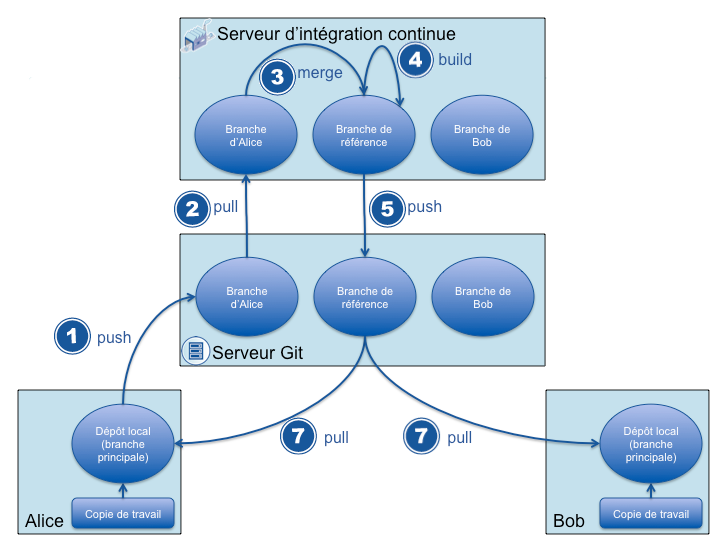 Serveur d'intégration continue
3 merge
4 build
Branche
d'Alice
Branche de
référence
Branche de
Bob
2 pull
5 push
Branche
d'Alice
Branche de
référence
Branche de
Bob
1 push
Serveur Git
7 pull
7 pull
Dépôt local
(branche
principale)
Copie de travail
Alice
Dépôt local
(branche
principale)
Copie de travail
Bob